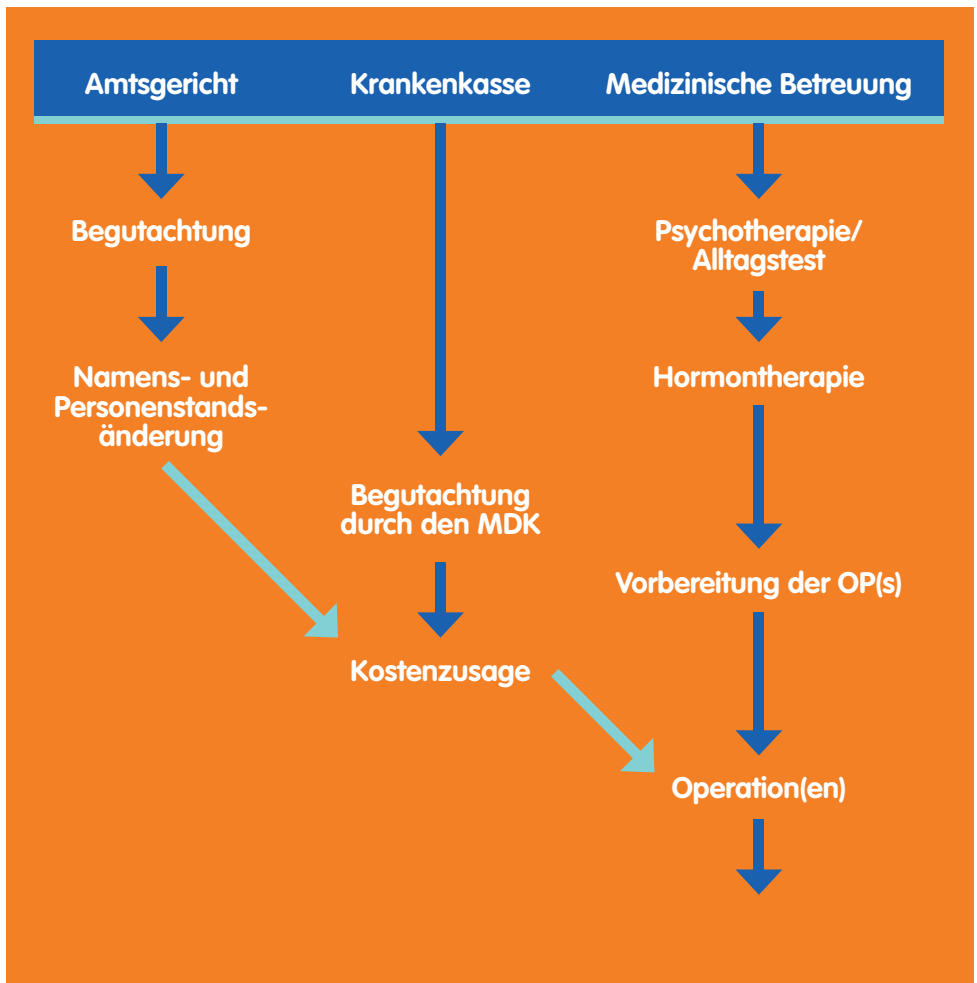 Amtsgericht
Krankenkasse
Medizinische Betreuung
Begutachtung
Namens- und
Personenstands-
änderung
Begutachtung
durch den MDK
Kostenzusage
Psychotherapie/
Alltagstest
Hormontherapie
Vorbereitung der OP(s)
Operation(en)